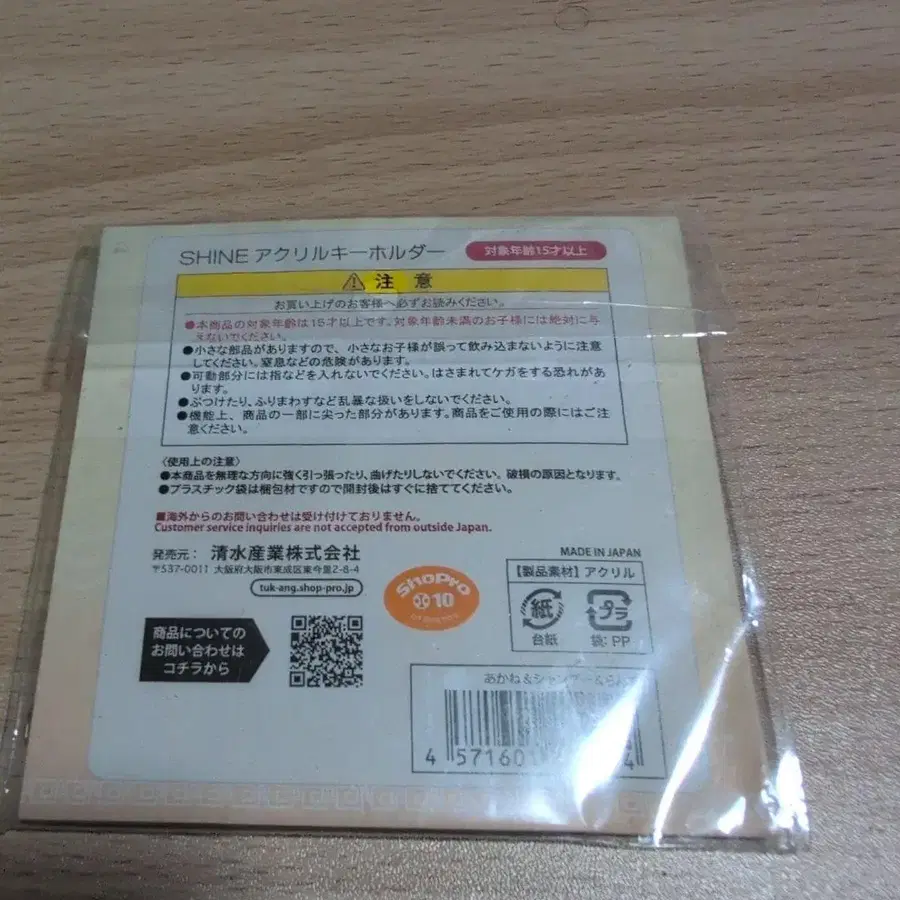 SHINE アクリルキーホルダー 対象年齢15才以上
⚠ 注 意
お買い上げのお客様へ必ずお読みください。
●本商品の対象年齢は15才以上です。対象年齢未満のお子様には絶対に与
えないでください。
●小さな部品がありますので、小さなお子様が誤って飲み込まないように注意
してください。窒息などの危険があります。
●可動部分には指などを入れないでください。はさまれてケガをする恐れがあ
ります。
●ぶつけたり、ふりまわすなど乱暴な扱いをしないでください。
●機能上、商品の一部に尖った部分があります。商品をご使用の際にはご注
意ください。
〈使用上の注意〉
●本商品を無理な方向に強く引っ張ったり、曲げたりしないでください。破損の原因となります。
●プラスチック袋は梱包材ですので開封後はすぐに捨ててください。
■海外からのお問い合わせは受け付けておりません。
Customer service inquiries are not accepted from outside Japan.
発売元： 清水産業株式会社
〒537-0011 大阪府大阪市東成区東今里2-8-4
tuk-ang.shop-pro.jp
商品についての
お問い合わせは
コチラから
ShoPro
10
MADE IN JAPAN
【製品素材】アクリル
紙 プラ
台紙 袋：PP
あかね&シャンプー&らん
4 571601 4